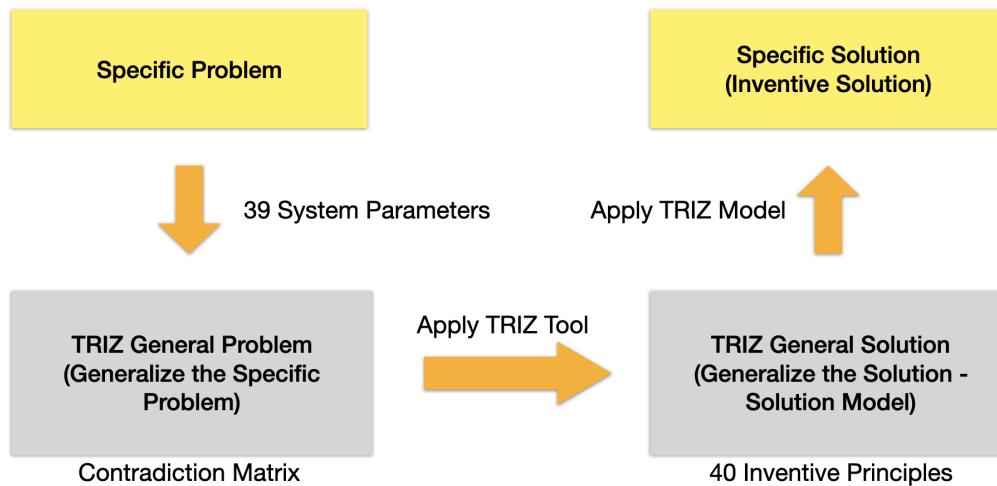 Specific Problem
Specific Solution
(Inventive Solution)
39 System Parameters
Apply TRIZ Model
TRIZ General Problem
(Generalize the Specific
Problem)
Apply TRIZ Tool
TRIZ General Solution
(Generalize the Solution -
Solution Model)
Contradiction Matrix
40 Inventive Principles